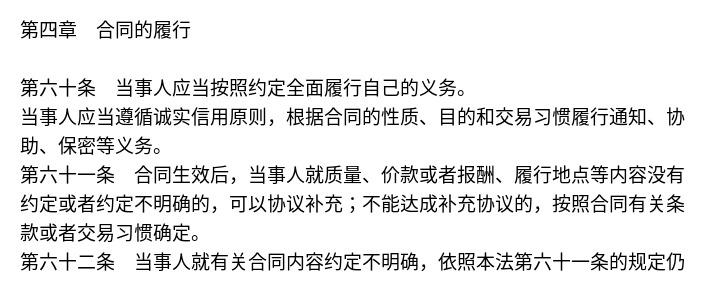 第四章　合同的履行
第六十条　当事人应当按照约定全面履行自己的义务。
当事人应当遵循诚实信用原则，根据合同的性质、目的和交易习惯履行通知、协
助、保密等义务。
第六十一条　合同生效后，当事人就质量、价款或者报酬、履行地点等内容没有
约定或者约定不明确的，可以协议补充；不能达成补充协议的，按照合同有关条
款或者交易习惯确定。
第六十二条　当事人就有关合同内容约定不明确，依照本法第六十一条的规定仍